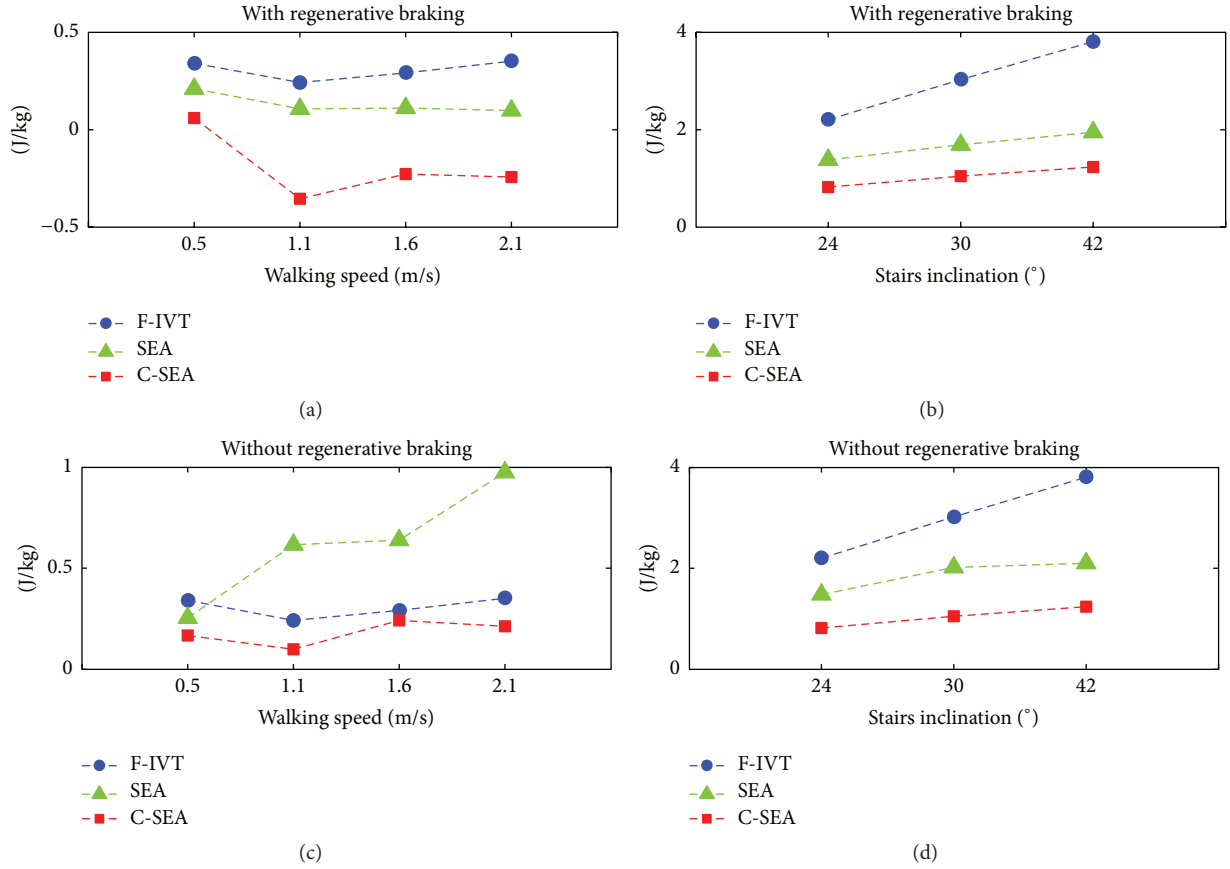 With regenerative braking
0.5
0
−0.5
(J/kg)
0.5 1.1 1.6 2.1
Walking speed (m/s)
F-IVT
SEA
C-SEA
(a)
With regenerative braking
4
2
0
(J/kg)
24 30 42
Stairs inclination (°)
F-IVT
SEA
C-SEA
(b)
Without regenerative braking
1
0.5
0
(J/kg)
0.5 1.1 1.6 2.1
Walking speed (m/s)
F-IVT
SEA
C-SEA
(c)
Without regenerative braking
4
2
0
(J/kg)
24 30 42
Stairs inclination (°)
F-IVT
SEA
C-SEA
(d)